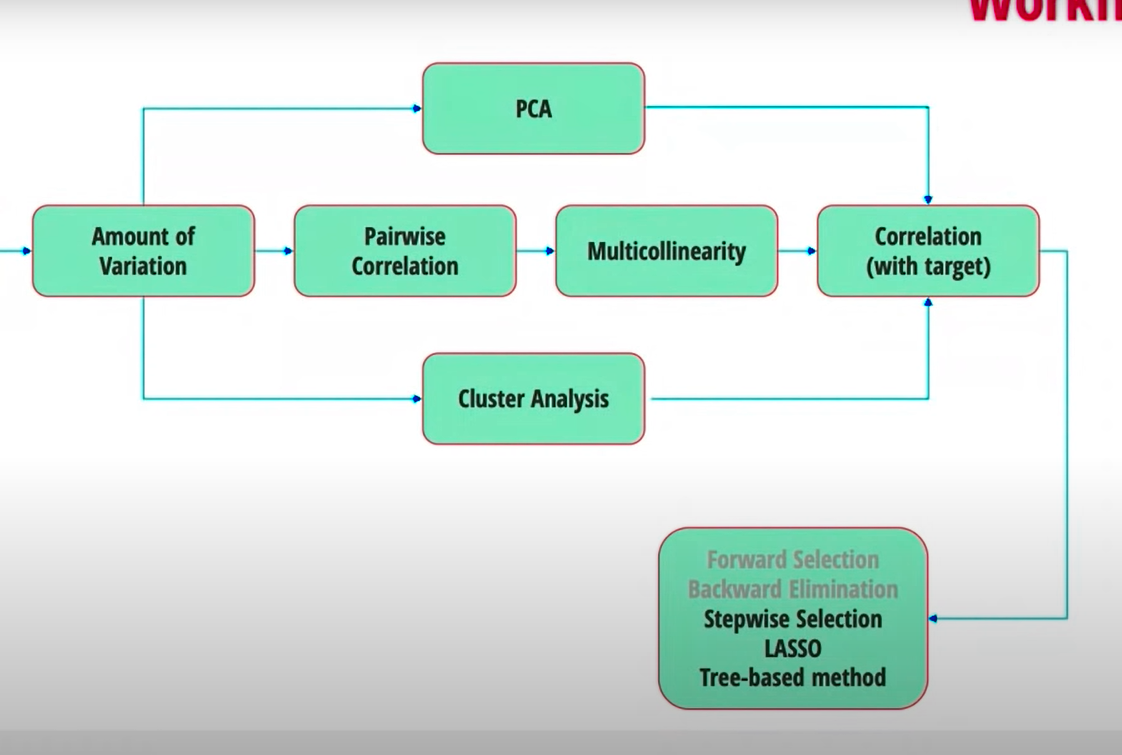 PCA
Amount of
Variation
Pairwise
Correlation
Multicollinearity
Correlation
(with target)
Cluster Analysis
Forward Selection
Backward Elimination
Stepwise Selection
LASSO
Tree-based method